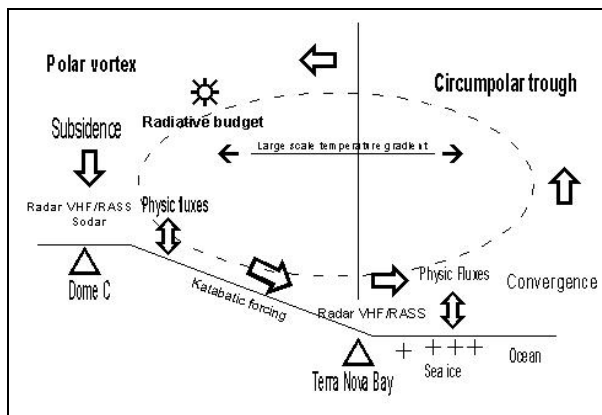 Polar vortex
Circumpolar trough
Radiative budget
Subsidence
Large scale temperature gradient
Radar VHF/RASS
Sodar
Physic fluxes
Dome C
Katabatic forcing
Physic Fluxes
Convergence
Radar VHF/RASS
Terra Nova Bay
Sea ice
Ocean